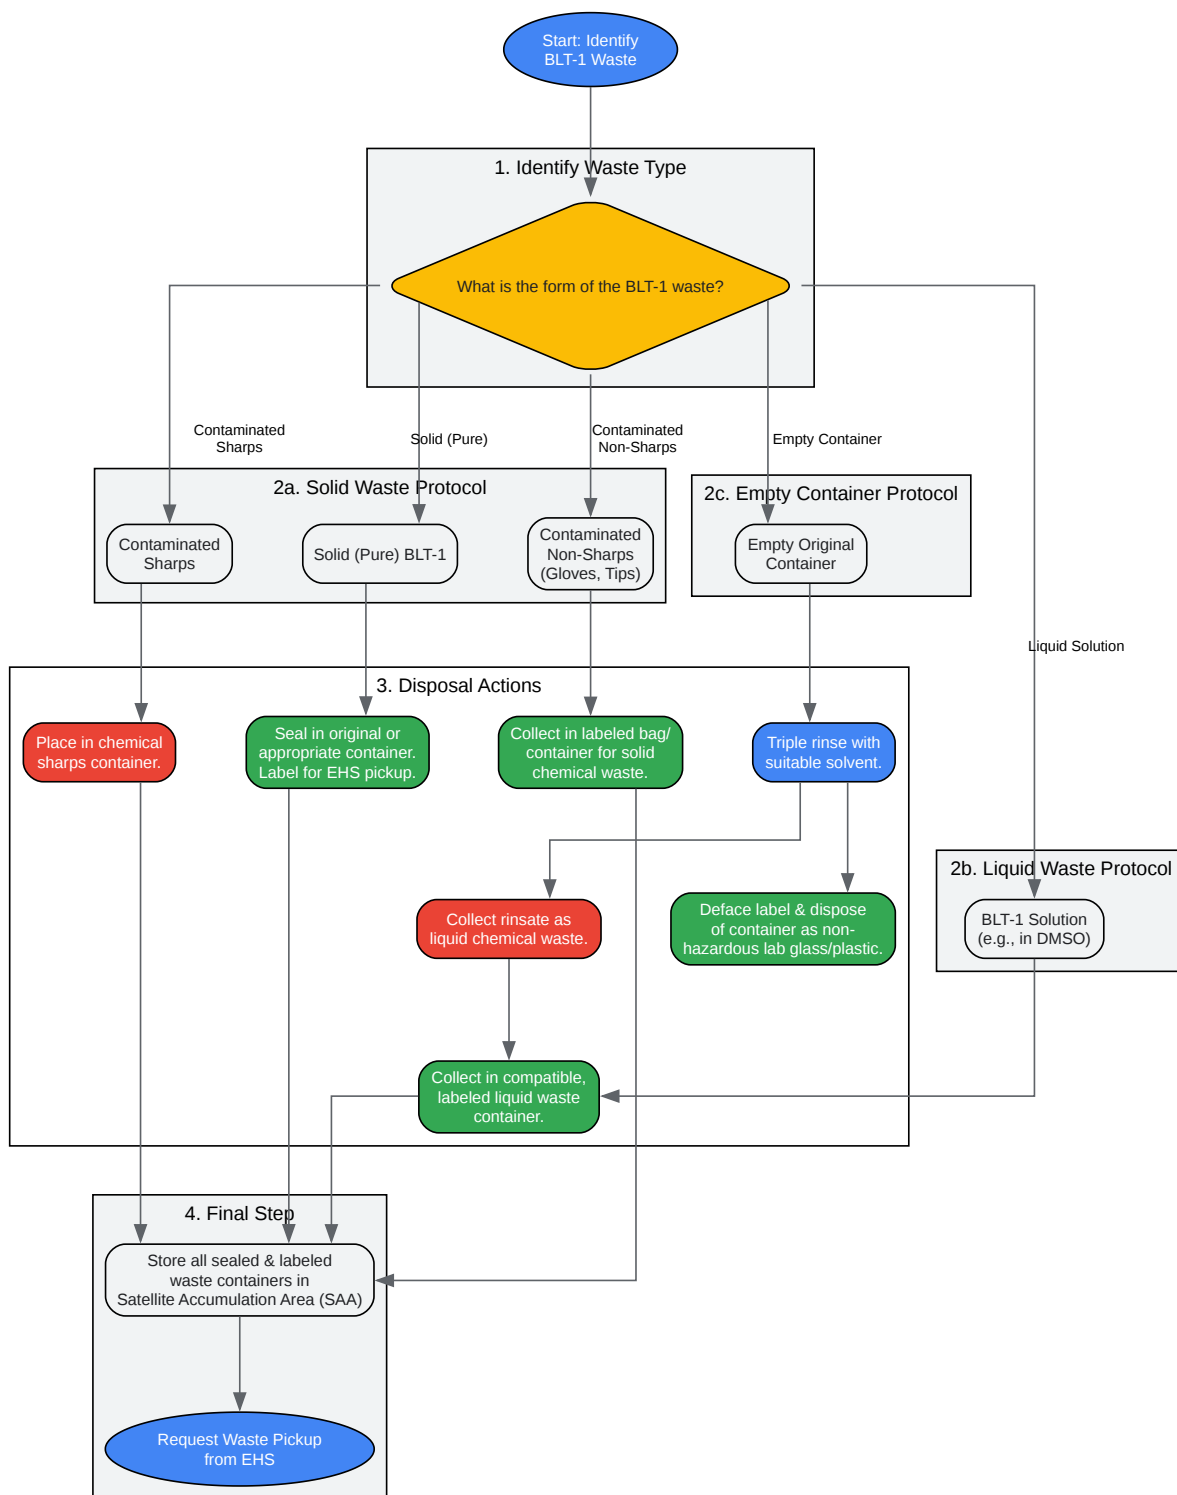 Start: Identify
BLT-1 Waste
1. Identify Waste Type
What is the form of the BLT-1 waste?
Contaminated
Sharps
Solid (Pure)
Contaminated
Non-Sharps
Empty Container
Liquid Solution
2a. Solid Waste Protocol
Contaminated
Sharps
Solid (Pure) BLT-1
Contaminated
Non-Sharps
(Gloves, Tips)
2c. Empty Container Protocol
Empty Original
Container
3. Disposal Actions
Place in chemical
sharps container.
Seal in original or
appropriate container.
Label for EHS pickup.
Collect in labeled bag/
container for solid
chemical waste.
Triple rinse with
suitable solvent.
2b. Liquid Waste Protocol
BLT-1 Solution
(e.g., in DMSO)
Collect rinsate as
liquid chemical waste.
Deface label & dispose
of container as non-
hazardous lab glass/plastic.
Collect in compatible,
labeled liquid waste
container.
4. Final Step
Store all sealed & labeled
waste containers in
Satellite Accumulation Area (SAA)
Request Waste Pickup
from EHS